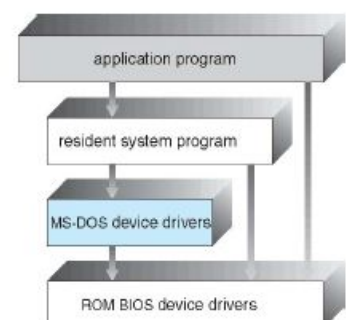 application program
resident system program
MS-DOS device drivers
ROM BIOS device drivers